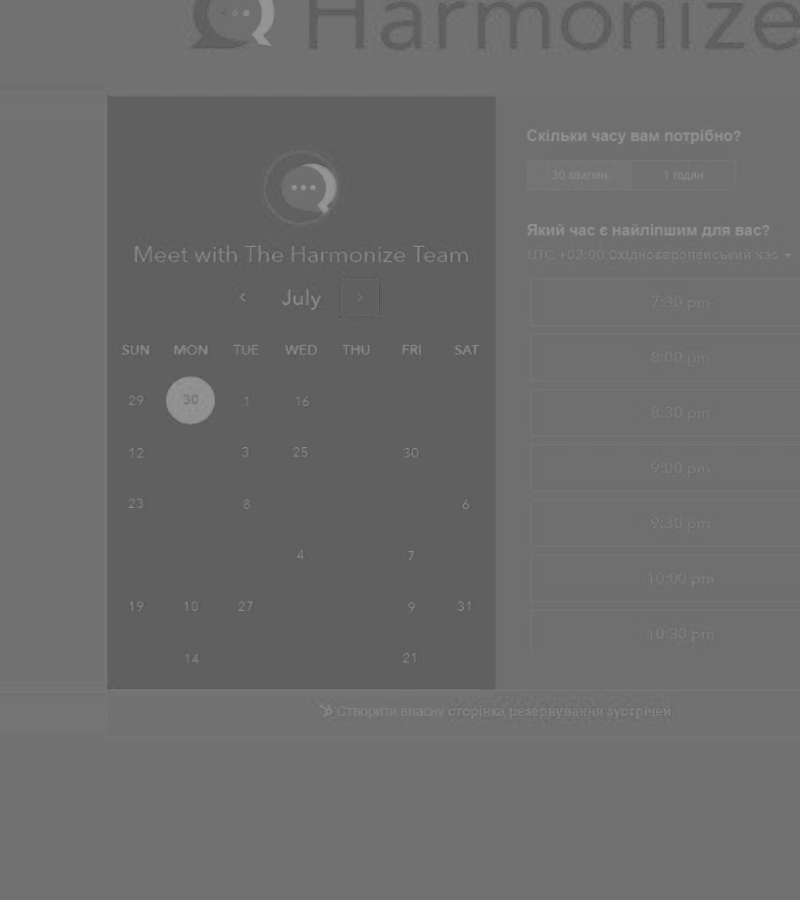 Harmonize
Meet with The Harmonize Team
July
SUN MON TUE WED THU FRI SAT
29 30 1 16
12 3 25 30
23 8 6
4 7
19 10 27 9 31
14 21
Скільки часу вам потрібно?
30 хвилин 1 годин
Який час є найліпшим для вас?
UTC +03:00 Східноєвропейський час
7:30 pm
8:00 pm
8:30 pm
9:00 pm
9:30 pm
10:00 pm
10:30 pm
Створити власну сторінка резервування зустрічей